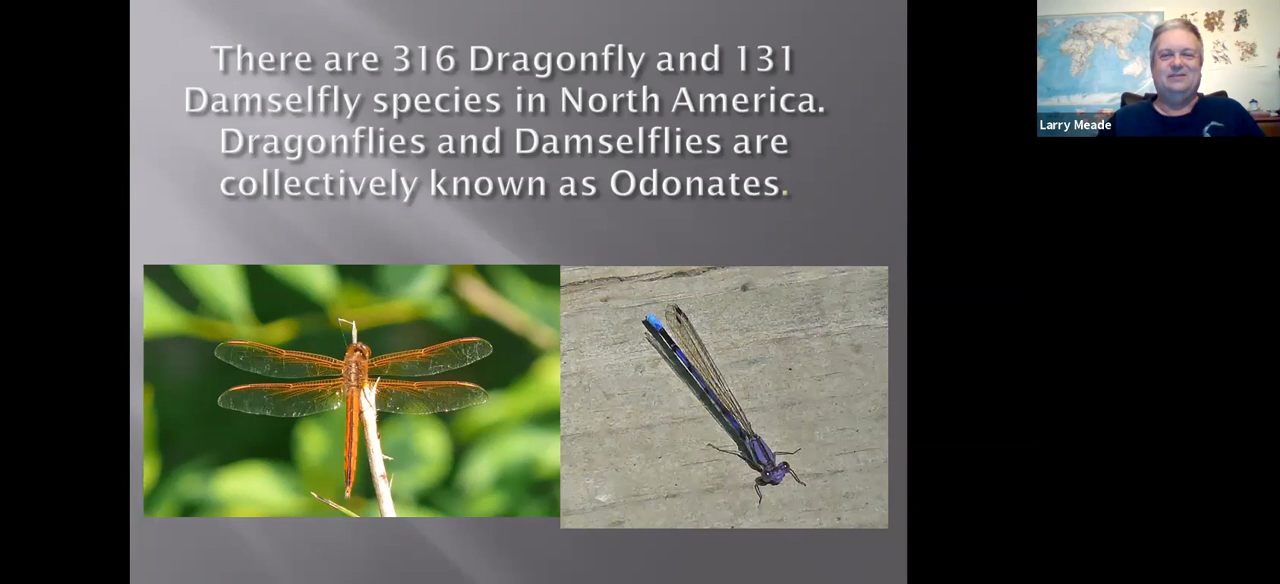 There are 316 Dragonfly and 131
Damselfly species in North America.
Dragonflies and Damselflies are
collectively known as Odonates.
Larry Meade